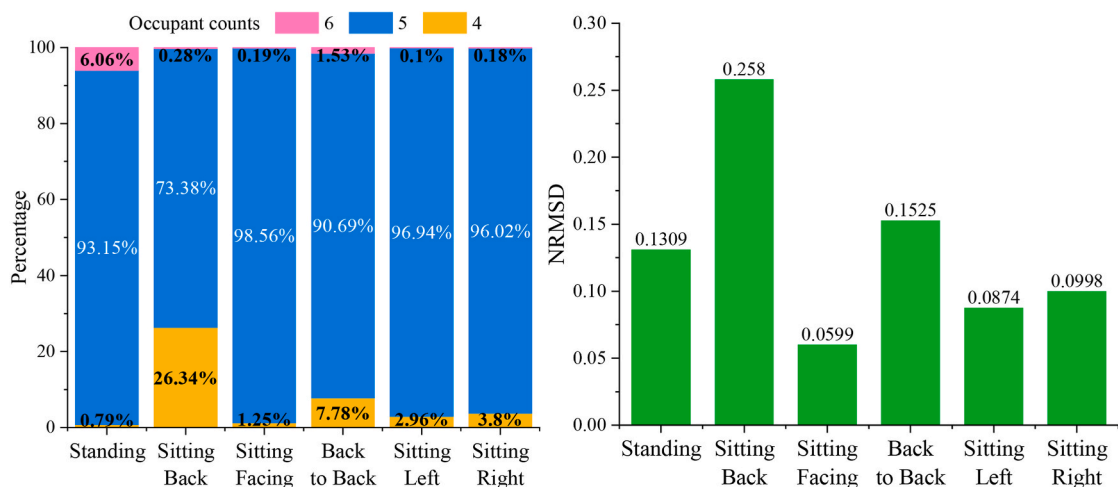 Occupant counts 6 5 4
Percentage
100
80
60
40
20
0
6.06% 0.28% 0.19% 1.53% 0.1% 0.18%
93.15% 73.38% 98.56% 90.69% 96.94% 96.02%
0.79% 26.34% 1.25% 7.78% 2.96% 3.8%
Standing Sitting Sitting Back Sitting Sitting
Back Facing to Back Left Right
NRMSD
0.30
0.25
0.20
0.15
0.10
0.05
0.00
0.1309 0.258 0.0599 0.1525 0.0874 0.0998
Standing Sitting Sitting Back Sitting Sitting
Back Facing to Back Left Right